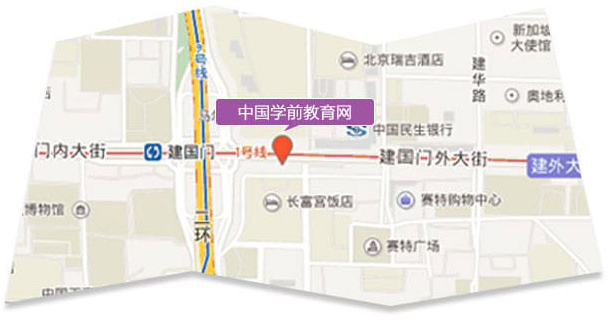 新加坡
大使馆
北京瑞吉酒店
号线
建华路
奥地利
中国学前教育网
中国民生银行
门内大街
建国门
1号线
建国门外大街
建外大
博物馆
长富宫饭店
赛特购物中心
二环
赛特广场